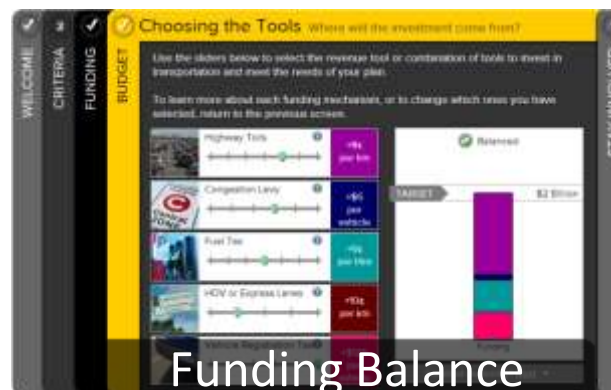 WELCOME
CRITERIA
FUNDING
BUDGET
Choosing the Tools Where will the investment come from?
Use the sliders below to select the revenue tool or combination of tools to invest in
transportation and meet the needs of your plan.
To learn more about each funding mechanism, or to change which ones you have
selected, return to the previous screen.
Highway Tolls
per km
Congestion Levy
+$6
per
vehicle
Fuel Tax
per litre
HOV or Express Lanes
+10¢
per km
Vehicle Registration Tax
Balanced
TARGET
$2 Billion
Funding
Funding Balance